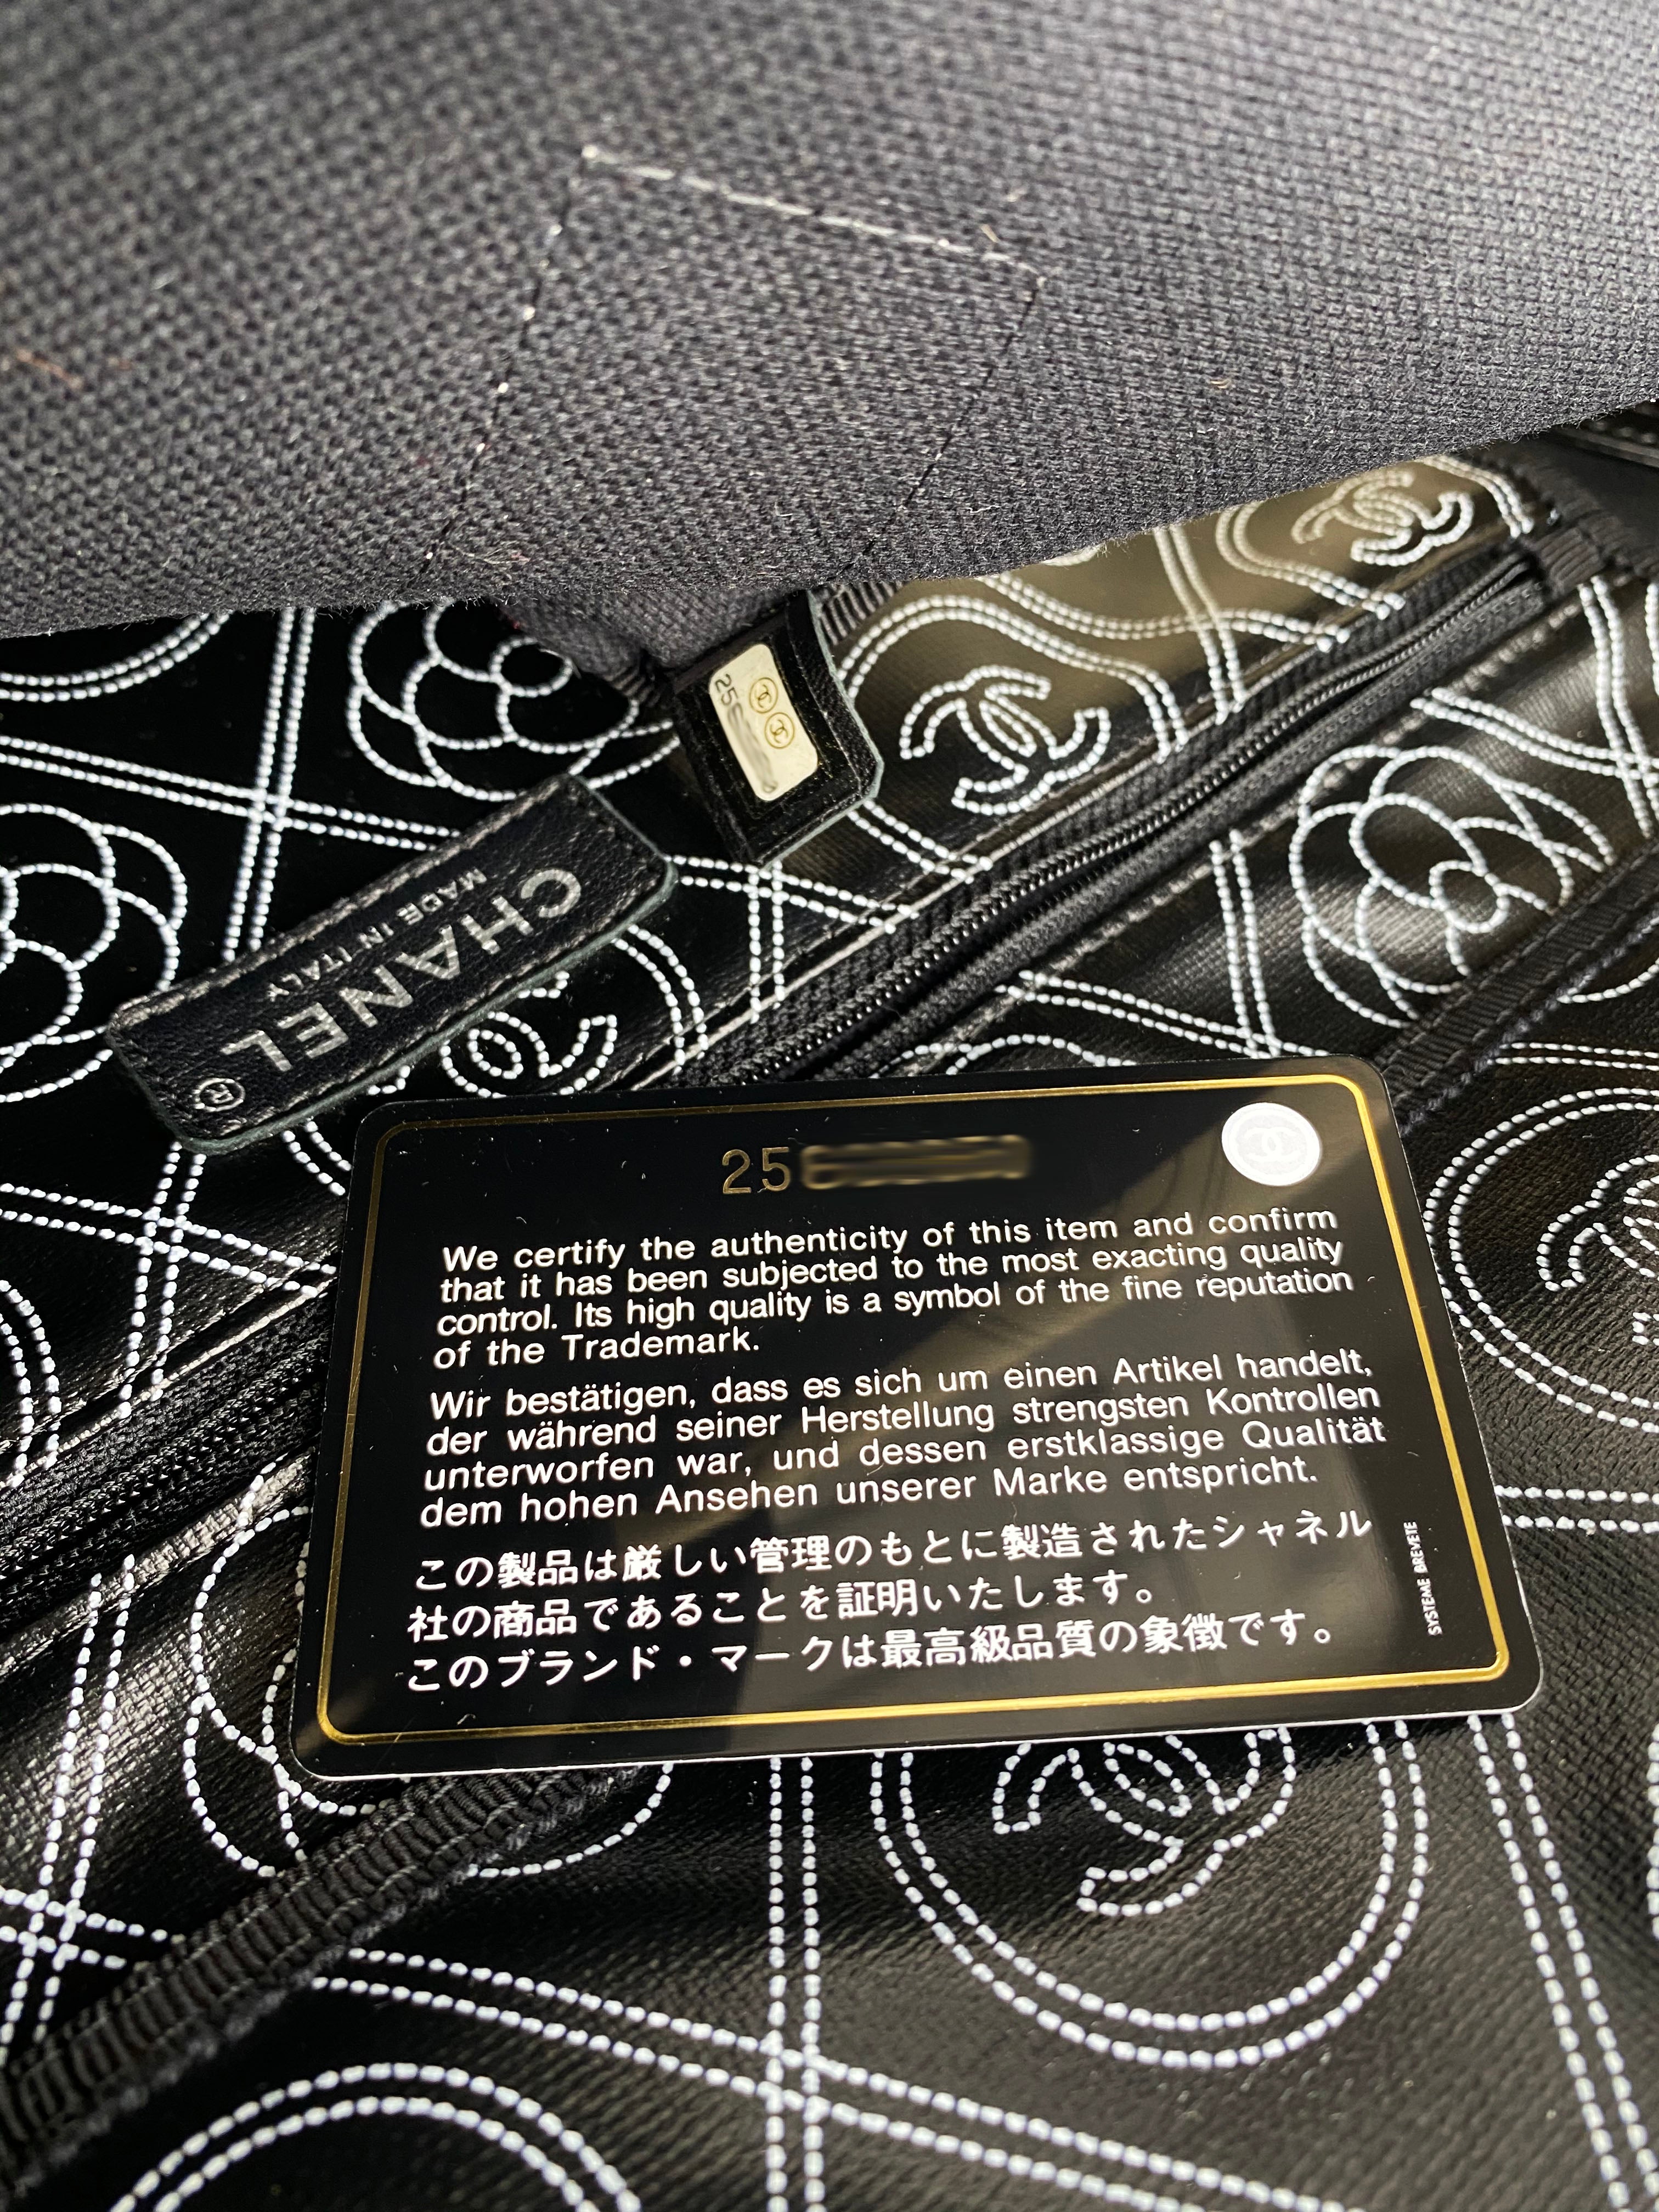 25
CHANEL
®
MADE IN ITALY
25
We certify the authenticity of this item and confirm
that it has been subjected to the most exacting quality
control. Its high quality is a symbol of the fine reputation
of the Trademark.
Wir bestätigen, dass es sich um einen Artikel handelt,
der während seiner Herstellung strengsten Kontrollen
unterworfen war, und dessen erstklassige Qualität
dem hohen Ansehen unserer Marke entspricht.
この製品は厳しい管理のもとに製造されたシャネル
社の商品であることを証明いたします。
このブランド・マークは最高級品質の象徴です。
SYSTEME BREVETE